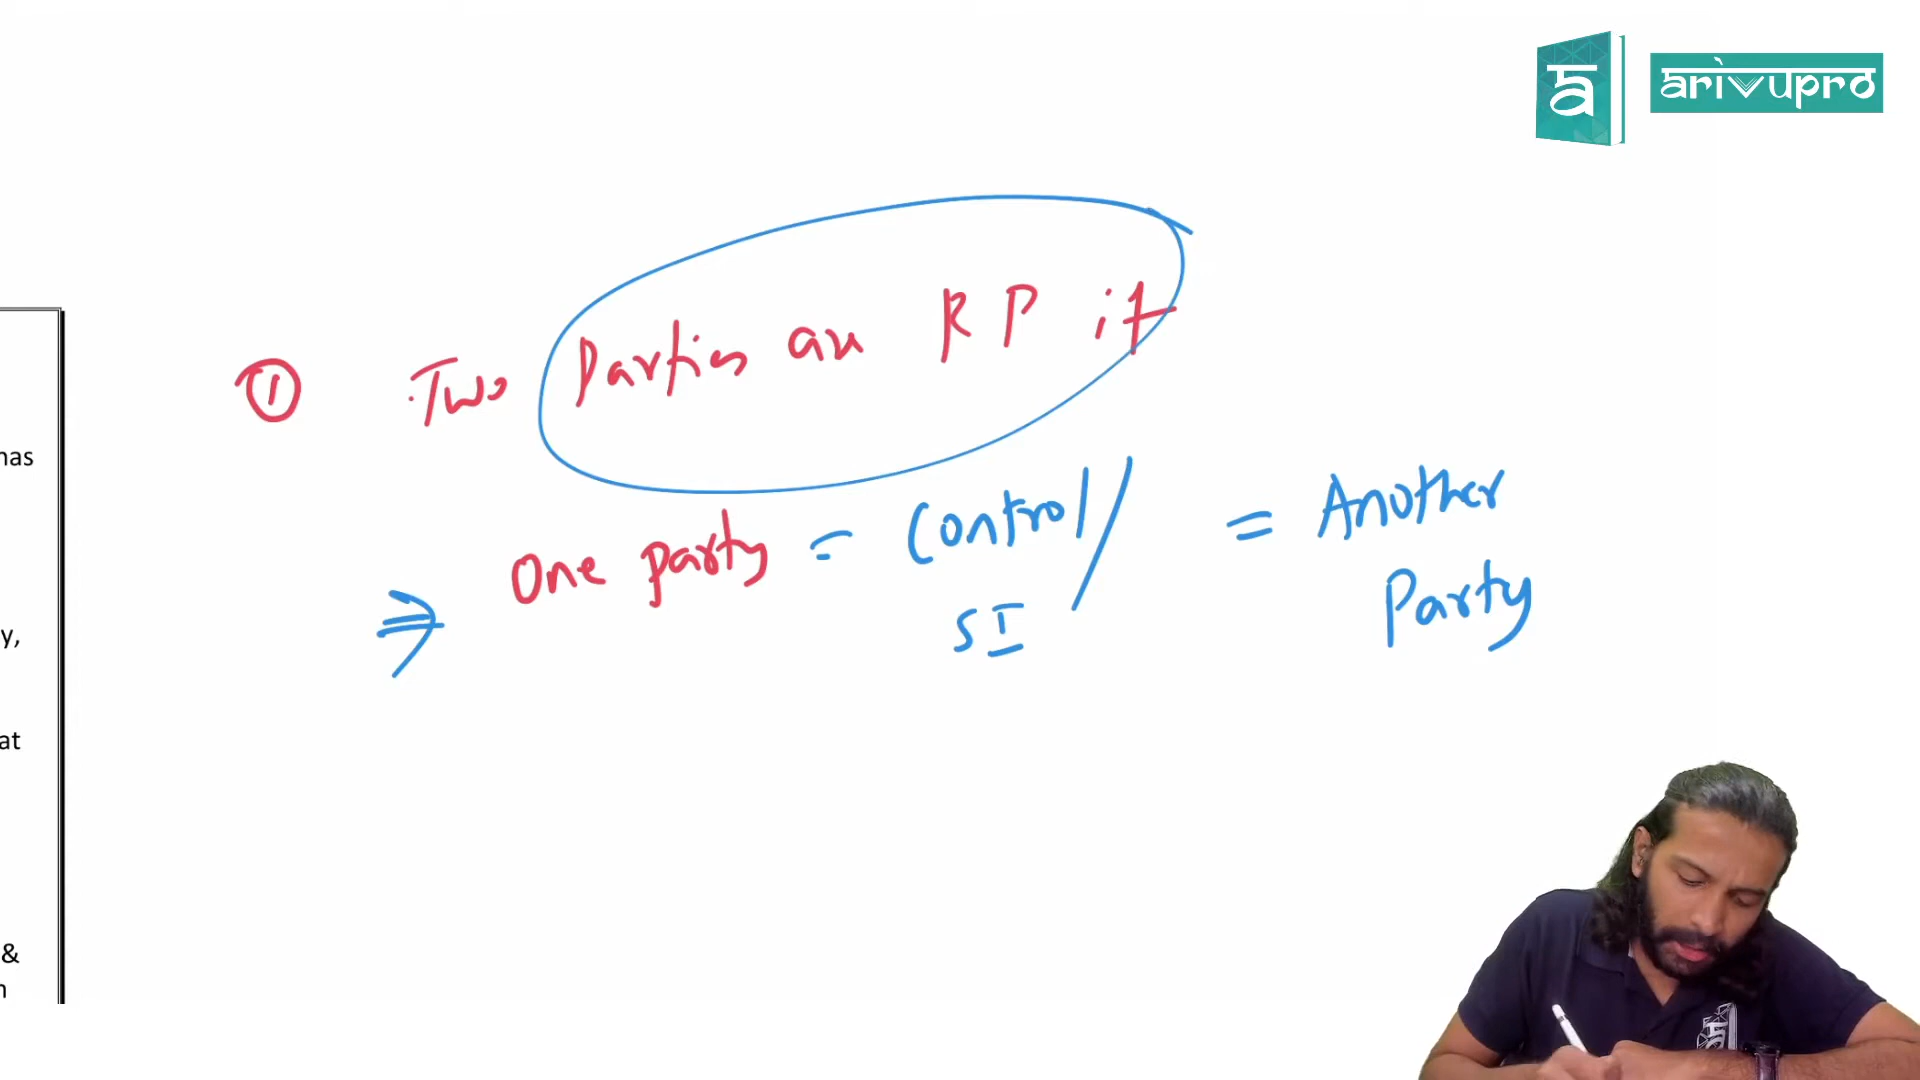 a arivupro
① Two Parties are RP if
has
⇒ One party = Control/ = Another
SI Party
y,
at
&
n